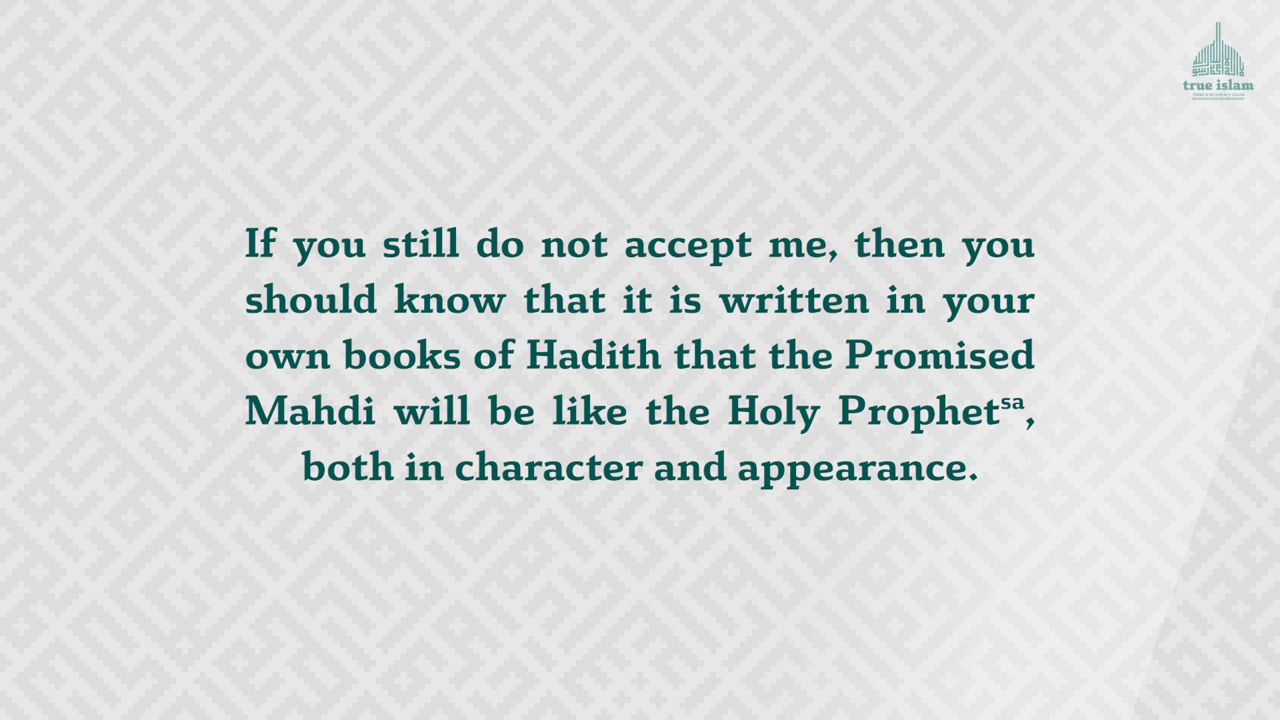 true islam
If you still do not accept me, then you
should know that it is written in your
own books of Hadith that the Promised
Mahdi will be like the Holy Prophetsa,
both in character and appearance.